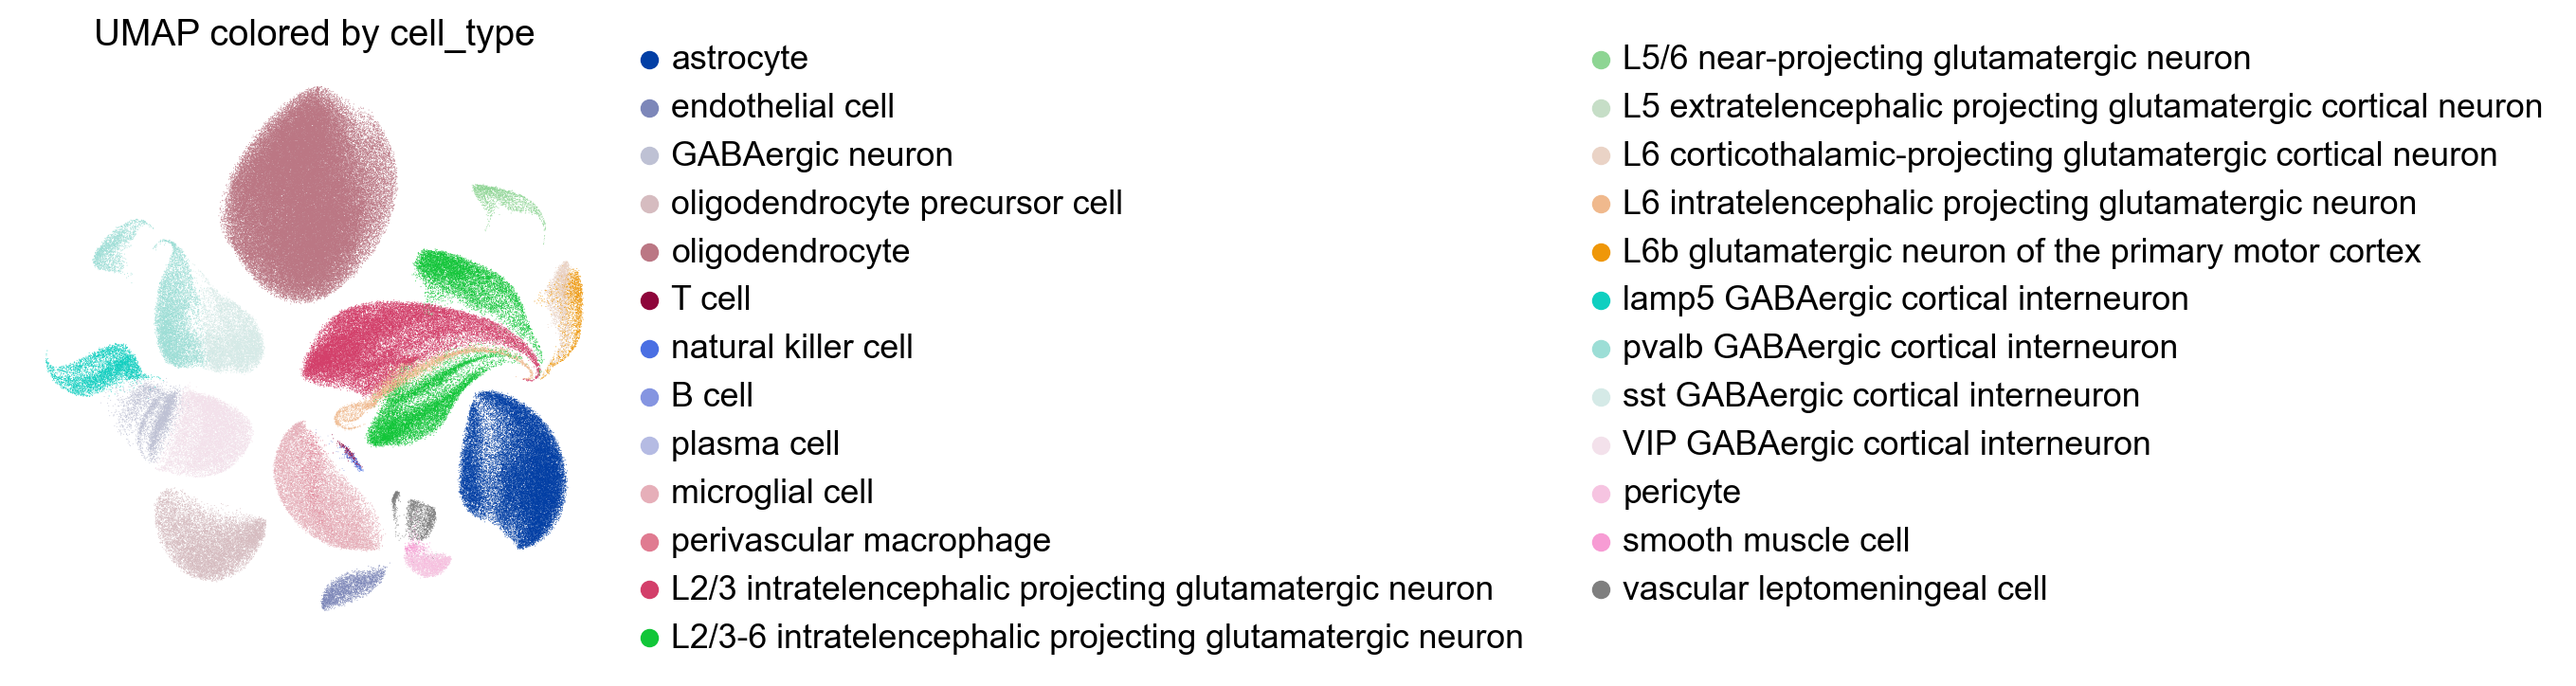 UMAP colored by cell_type
astrocyte
endothelial cell
GABAergic neuron
oligodendrocyte precursor cell
oligodendrocyte
T cell
natural killer cell
B cell
plasma cell
microglial cell
perivascular macrophage
L2/3 intratelencephalic projecting glutamatergic neuron
L2/3-6 intratelencephalic projecting glutamatergic neuron
L5/6 near-projecting glutamatergic neuron
L5 extratelencephalic projecting glutamatergic cortical neuron
L6 corticothalamic-projecting glutamatergic cortical neuron
L6 intratelencephalic projecting glutamatergic neuron
L6b glutamatergic neuron of the primary motor cortex
lamp5 GABAergic cortical interneuron
pvalb GABAergic cortical interneuron
sst GABAergic cortical interneuron
VIP GABAergic cortical interneuron
pericyte
smooth muscle cell
vascular leptomeningeal cell